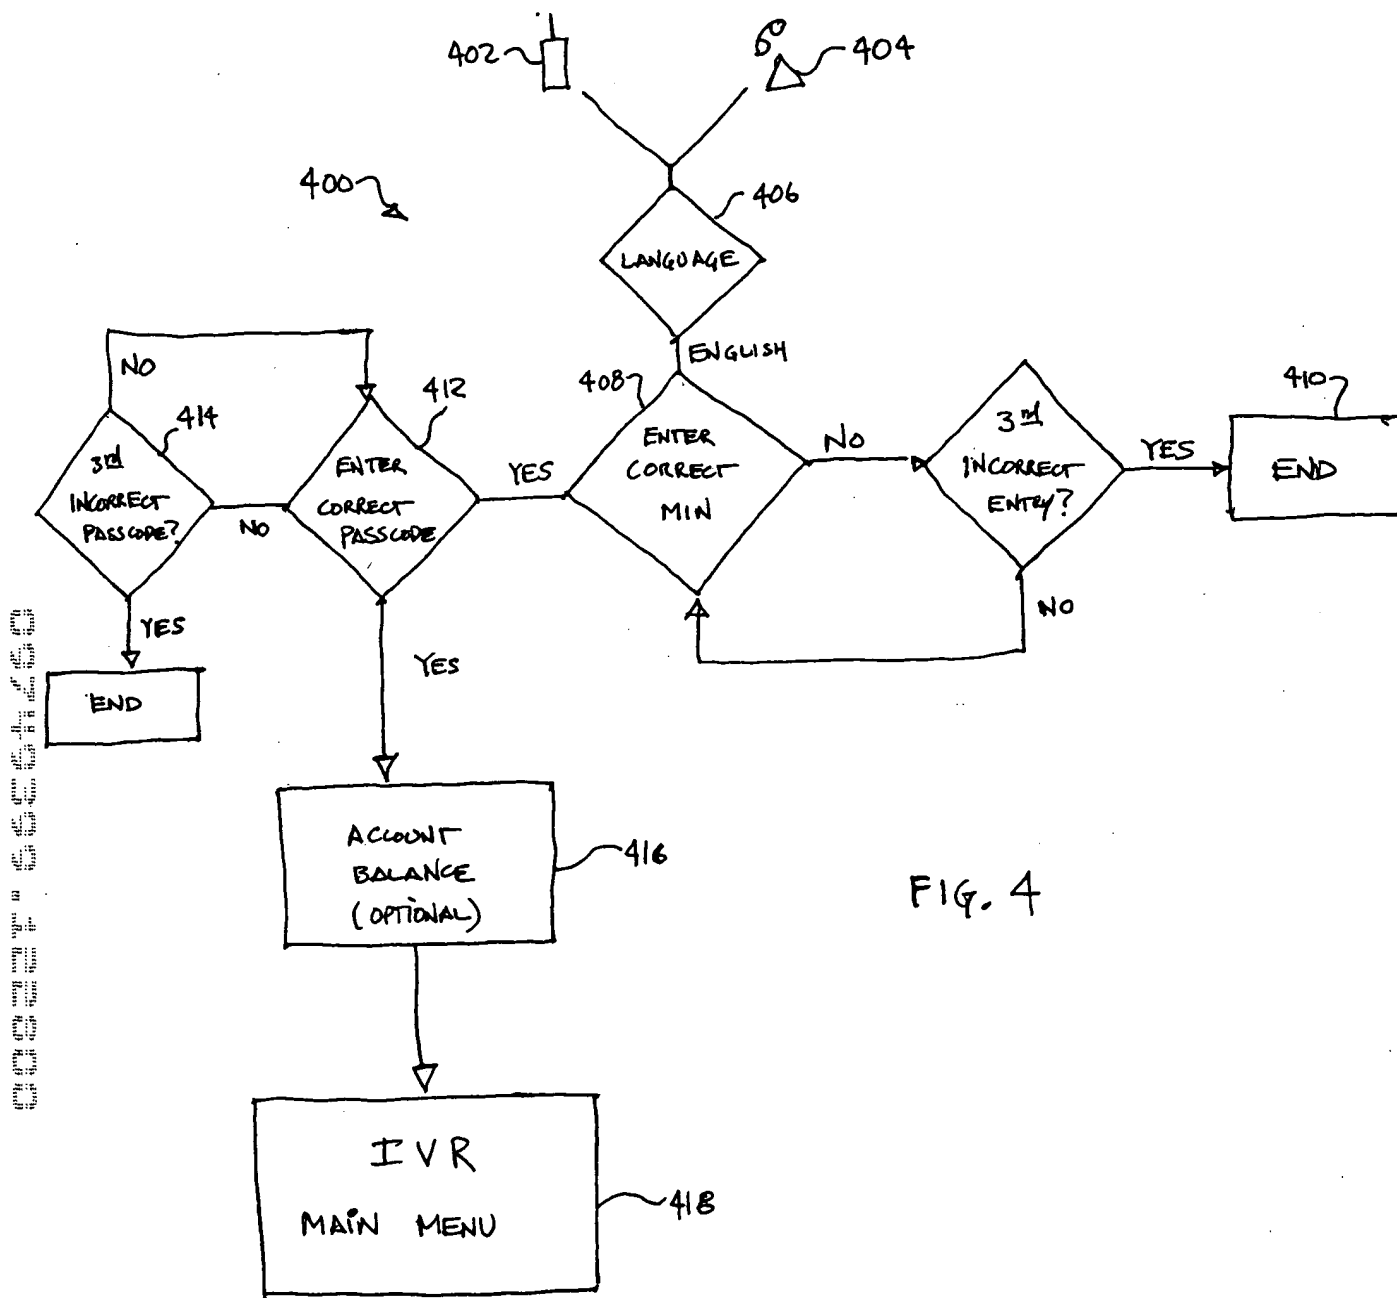 402
404
400
406
LANGUAGE
ENGLISH
NO
414
412
408
410
3rd
INCORRECT
PASSCODE?
NO
ENTER
CORRECT
PASSCODE
YES
ENTER
CORRECT
MIN
NO
3rd
INCORRECT
ENTRY?
YES
END
NO
YES
END
YES
ACCOUNT
BALANCE
(OPTIONAL)
416
FIG. 4
IVR
MAIN MENU
418